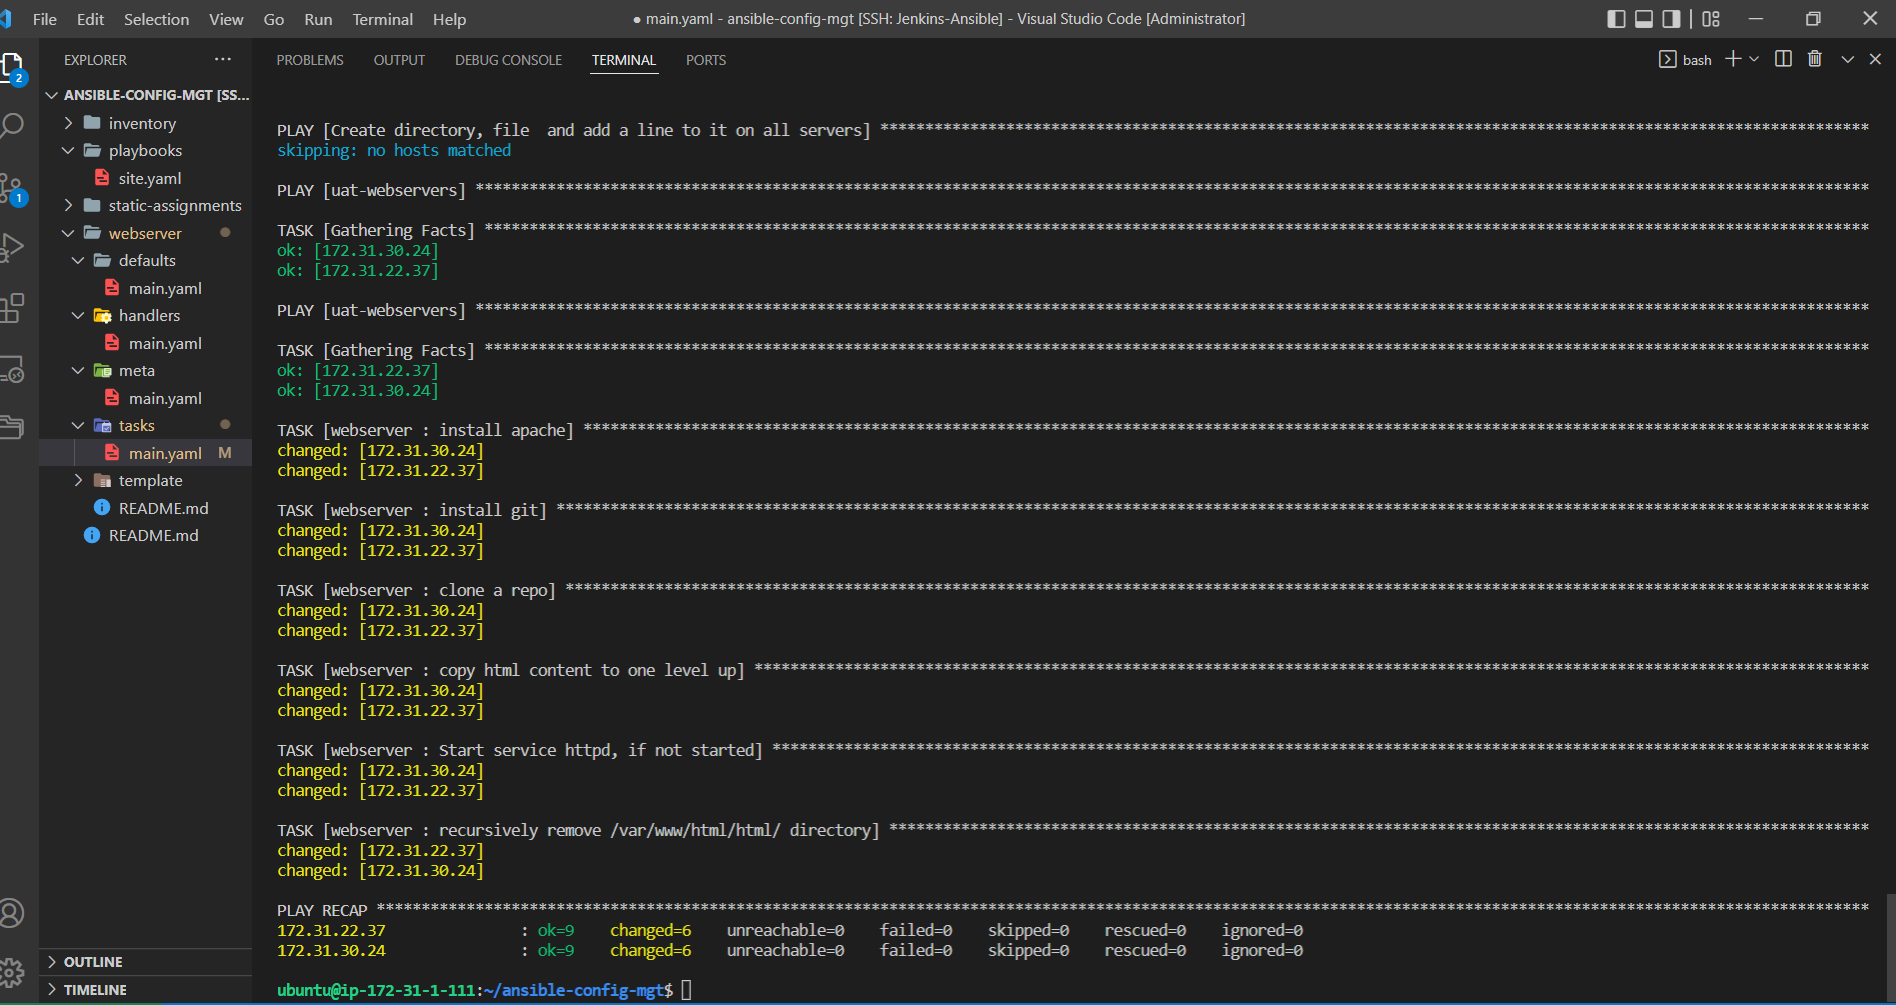 File Edit Selection View Go Run Terminal Help ● main.yaml - ansible-config-mgt [SSH: Jenkins-Ansible] - Visual Studio Code [Administrator]
EXPLORER ···
PROBLEMS OUTPUT DEBUG CONSOLE TERMINAL PORTS bash
2
ANSIBLE-CONFIG-MGT [SS...
inventory
playbooks
site.yaml
1
static-assignments
webserver
defaults
main.yaml
handlers
main.yaml
meta
main.yaml
tasks
main.yaml M
template
README.md
README.md
OUTLINE
TIMELINE
PLAY [Create directory, file  and add a line to it on all servers] **************************************************************************************************************
skipping: no hosts matched
PLAY [uat-webservers] ***********************************************************************************************************************************************************
TASK [Gathering Facts] **********************************************************************************************************************************************************
ok: [172.31.30.24]
ok: [172.31.22.37]
PLAY [uat-webservers] ***********************************************************************************************************************************************************
TASK [Gathering Facts] **********************************************************************************************************************************************************
ok: [172.31.22.37]
ok: [172.31.30.24]
TASK [webserver : install apache] ***********************************************************************************************************************************************
changed: [172.31.30.24]
changed: [172.31.22.37]
TASK [webserver : install git] **************************************************************************************************************************************************
changed: [172.31.30.24]
changed: [172.31.22.37]
TASK [webserver : clone a repo] *************************************************************************************************************************************************
changed: [172.31.30.24]
changed: [172.31.22.37]
TASK [webserver : copy html content to one level up] ****************************************************************************************************************************
changed: [172.31.30.24]
changed: [172.31.22.37]
TASK [webserver : Start service httpd, if not started] **************************************************************************************************************************
changed: [172.31.30.24]
changed: [172.31.22.37]
TASK [webserver : recursively remove /var/www/html/html/ directory] *************************************************************************************************************
changed: [172.31.22.37]
changed: [172.31.30.24]
PLAY RECAP **********************************************************************************************************************************************************************
172.31.22.37               : ok=9    changed=6    unreachable=0    failed=0    skipped=0    rescued=0    ignored=0
172.31.30.24               : ok=9    changed=6    unreachable=0    failed=0    skipped=0    rescued=0    ignored=0
ubuntu@ip-172-31-1-111:~/ansible-config-mgt$